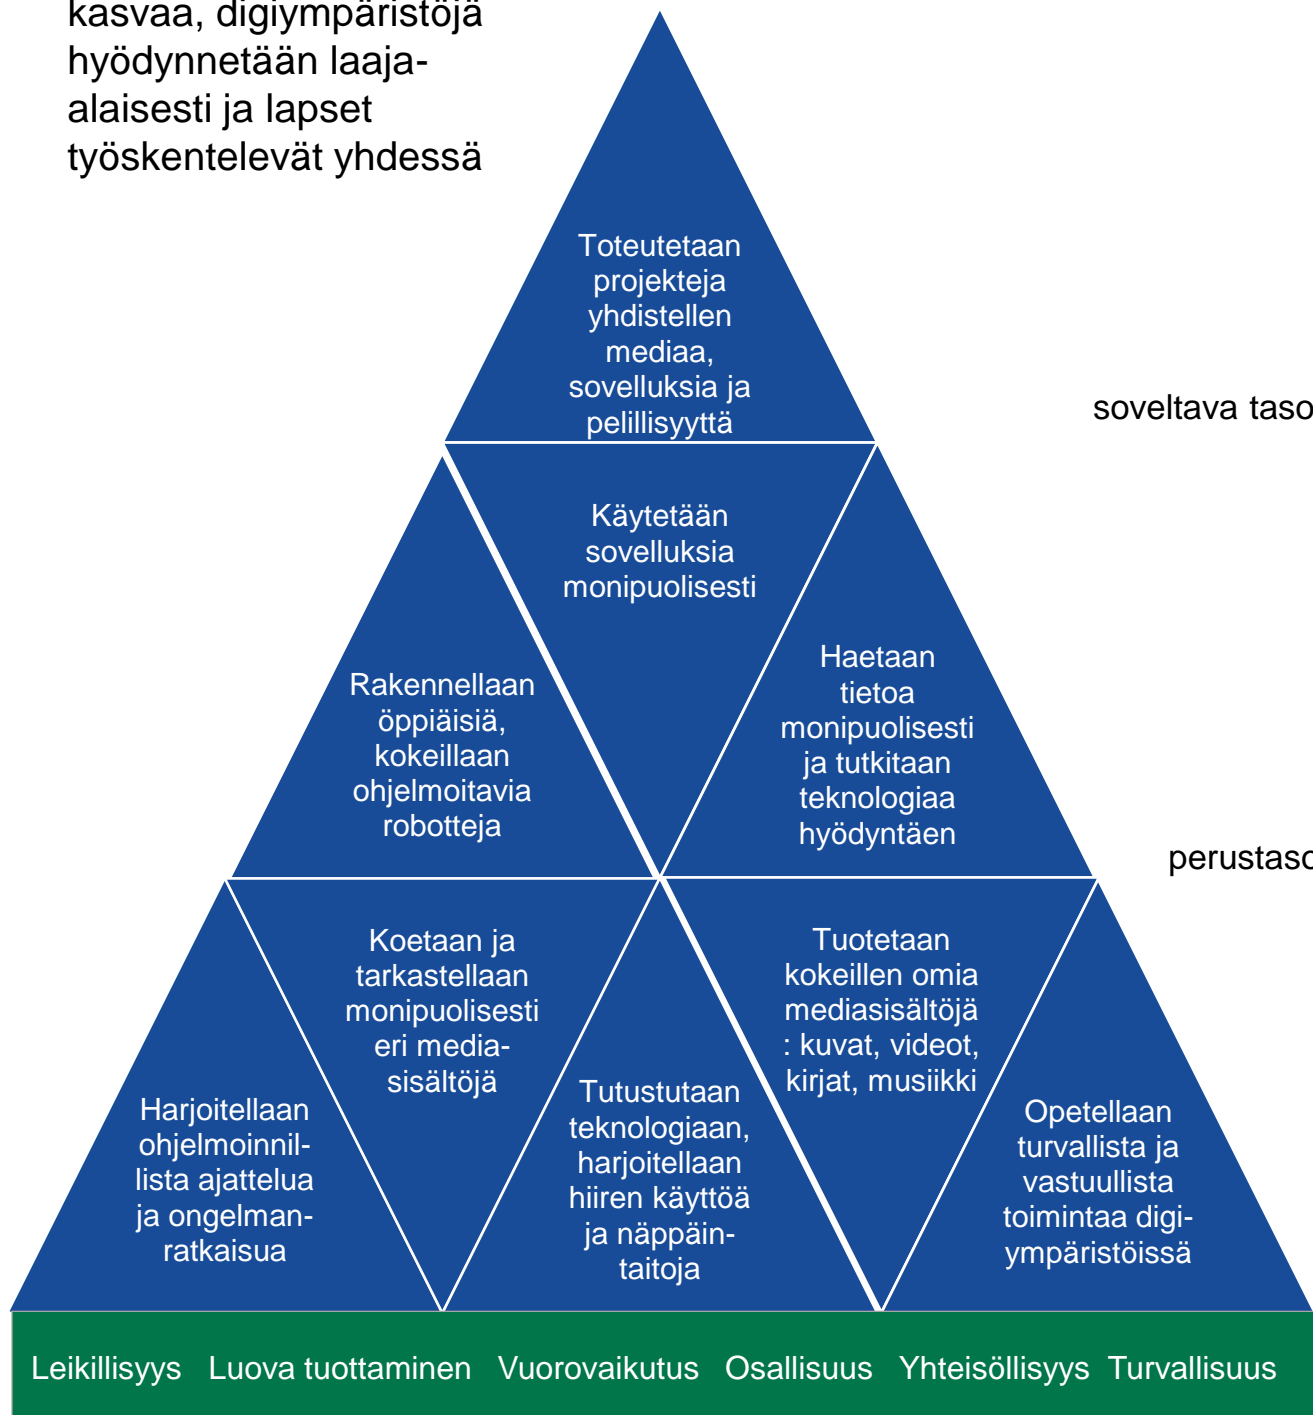 kasvaa, digiympäristöjä
hyödynnetään laaja-
alaisesti ja lapset
työskentelevät yhdessä
Toteutetaan
projekteja
yhdistellen
mediaa,
sovelluksia ja
pelillisyyttä
soveltava taso
Käytetään
sovelluksia
monipuolisesti
Rakennellaan
öppiäisiä,
kokeillaan
ohjelmoitavia
robotteja
Haetaan
tietoa
monipuolisesti
ja tutkitaan
teknologiaa
hyödyntäen
perustaso
Koetaan ja
tarkastellaan
monipuolisesti
eri media-
sisältöjä
Tuotetaan
kokeillen omia
mediasisältöjä
: kuvat, videot,
kirjat, musiikki
Harjoitellaan
ohjelmoinnil-
lista ajattelua
ja ongelman-
ratkaisua
Tutustutaan
teknologiaan,
harjoitellaan
hiiren käyttöä
ja näppäin-
taitoja
Opetellaan
turvallista ja
vastuullista
toimintaa digi-
ympäristöissä
Leikillisyys Luova tuottaminen Vuorovaikutus Osallisuus Yhteisöllisyys Turvallisuus